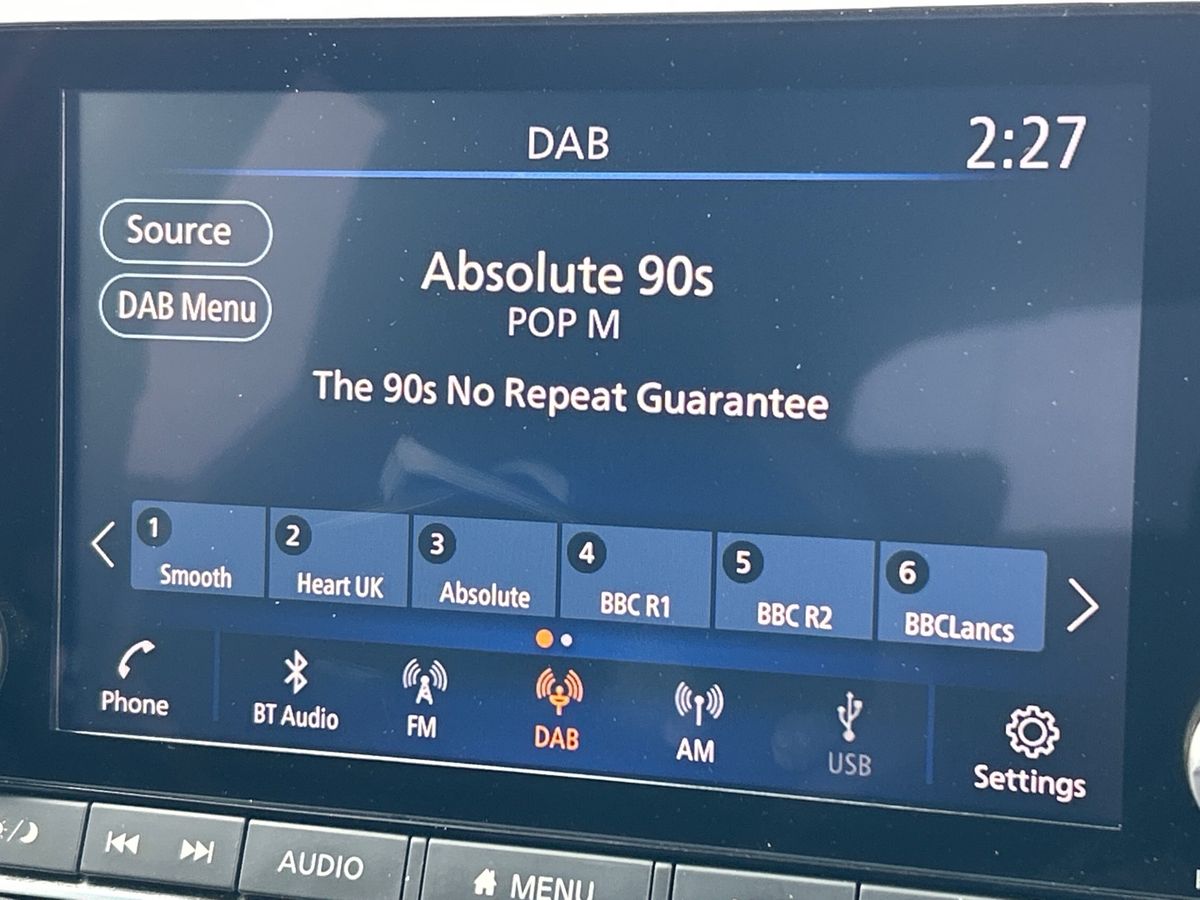 DAB
2:27
Source
DAB Menu
Absolute 90s
POP M
The 90s No Repeat Guarantee
1
Smooth
2
Heart UK
3
Absolute
4
BBC R1
5
BBC R2
6
BBCLancs
Phone
BT Audio
FM
DAB
AM
USB
Settings
AUDIO
MENU